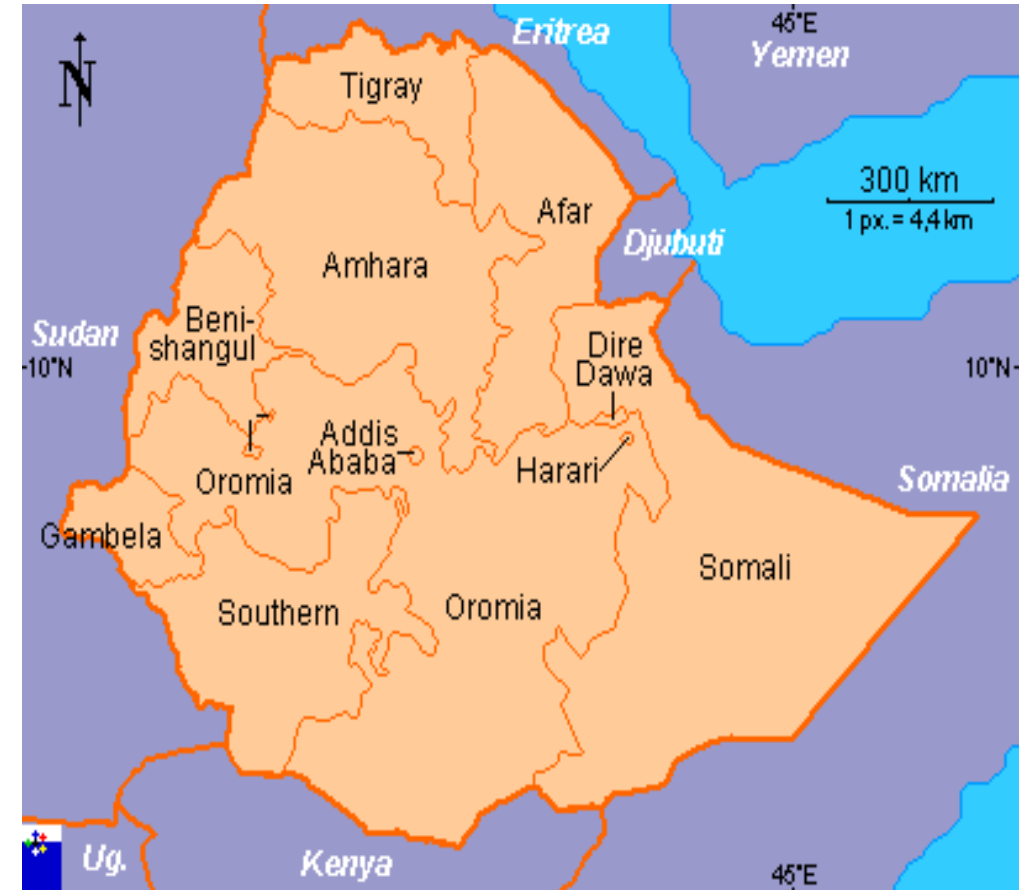 Eritrea
45°E
Yemen
N
Tigray
300 km
1 px. = 4,4 km
Afar
Djubuti
Amhara
Beni-
shangul
Sudan
10°N
Dire
Dawa
10°N
I
Addis
Ababa
Oromia
Harari
Somalia
Gambela
Somali
Southern
Oromia
Ug.
Kenya
45°E